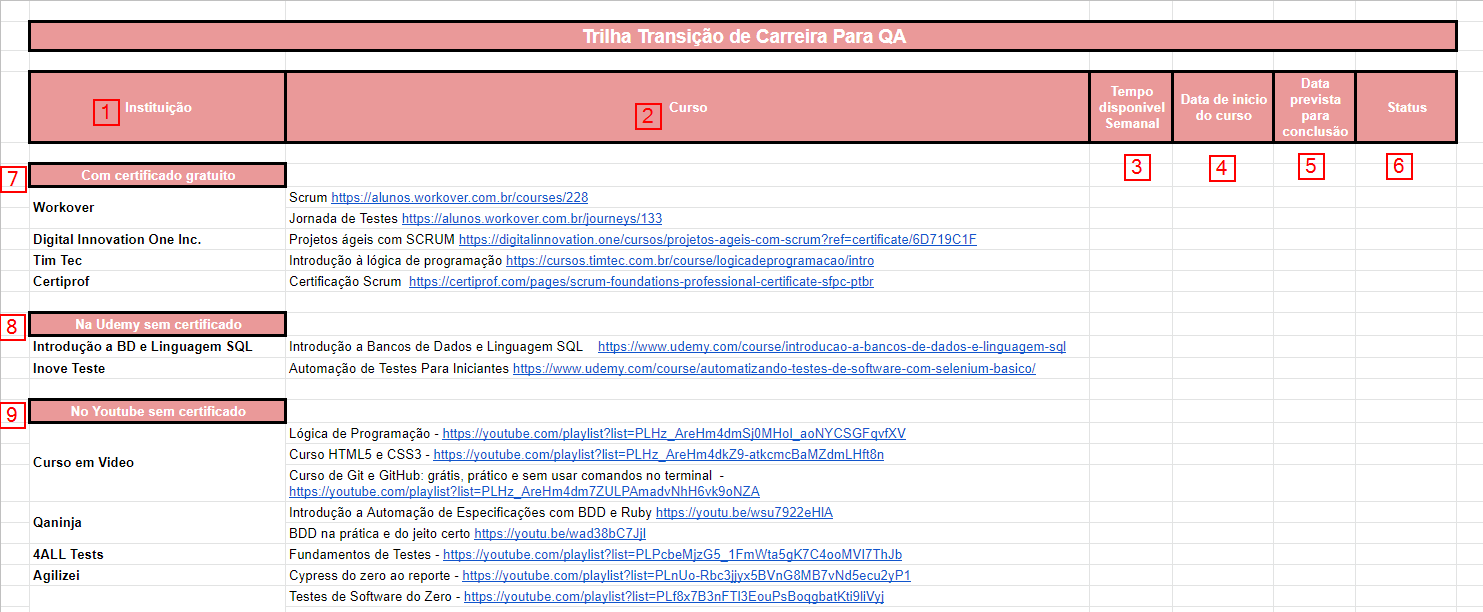 Trilha Transição de Carreira Para QA
1 Instituição
2 Curso
Tempo
disponível
Semanal
Data de início
do curso
Data
prevista
para
conclusão
Status
3
4
5
6
7 Com certificado gratuito
Workover
Scrum https://alunos.workover.com.br/courses/228
Jornada de Testes https://alunos.workover.com.br/journeys/133
Digital Innovation One Inc. Projetos ágeis com SCRUM https://digitalinnovation.one/cursos/projetos-ageis-com-scrum?ref=certificate/6D719C1F
Tim Tec Introdução à lógica de programação https://cursos.timtec.com.br/course/logicadeprogramacao/intro
Certiprof Certificação Scrum https://certiprof.com/pages/scrum-foundations-professional-certificate-sfpc-ptbr
8 Na Udemy sem certificado
Introdução a BD e Linguagem SQL Introdução a Bancos de Dados e Linguagem SQL https://www.udemy.com/course/introducao-a-bancos-de-dados-e-linguagem-sql
Inove Teste Automação de Testes Para Iniciantes https://www.udemy.com/course/automatizando-testes-de-software-com-selenium-basico/
9 No Youtube sem certificado
Curso em Video
Lógica de Programação - https://youtube.com/playlist?list=PLHz_AreHm4dmSj0MHol_aoNYCSGFqvfXV
Curso HTML5 e CSS3 - https://youtube.com/playlist?list=PLHz_AreHm4dkZ9-atkcmcBaMZdmLHft8n
Curso de Git e GitHub: grátis, prático e sem usar comandos no terminal -
https://youtube.com/playlist?list=PLHz_AreHm4dm7ZULPAmadvNhH6vk9oNZA
Qaninja
Introdução a Automação de Especificações com BDD e Ruby https://youtu.be/wsu7922eHlA
BDD na prática e do jeito certo https://youtu.be/wad38bC7JjI
4ALL Tests Fundamentos de Testes - https://youtube.com/playlist?list=PLPcbeMjzG5_1FmWta5gK7C4ooMVI7ThJb
Agilizei Cypress do zero ao reporte - https://youtube.com/playlist?list=PLnUo-Rbc3jjyx5BVnG8MB7vNd5ecu2yP1
Testes de Software do Zero - https://youtube.com/playlist?list=PLf8x7B3nFTl3EouPsBoqgbatKti9liVyj